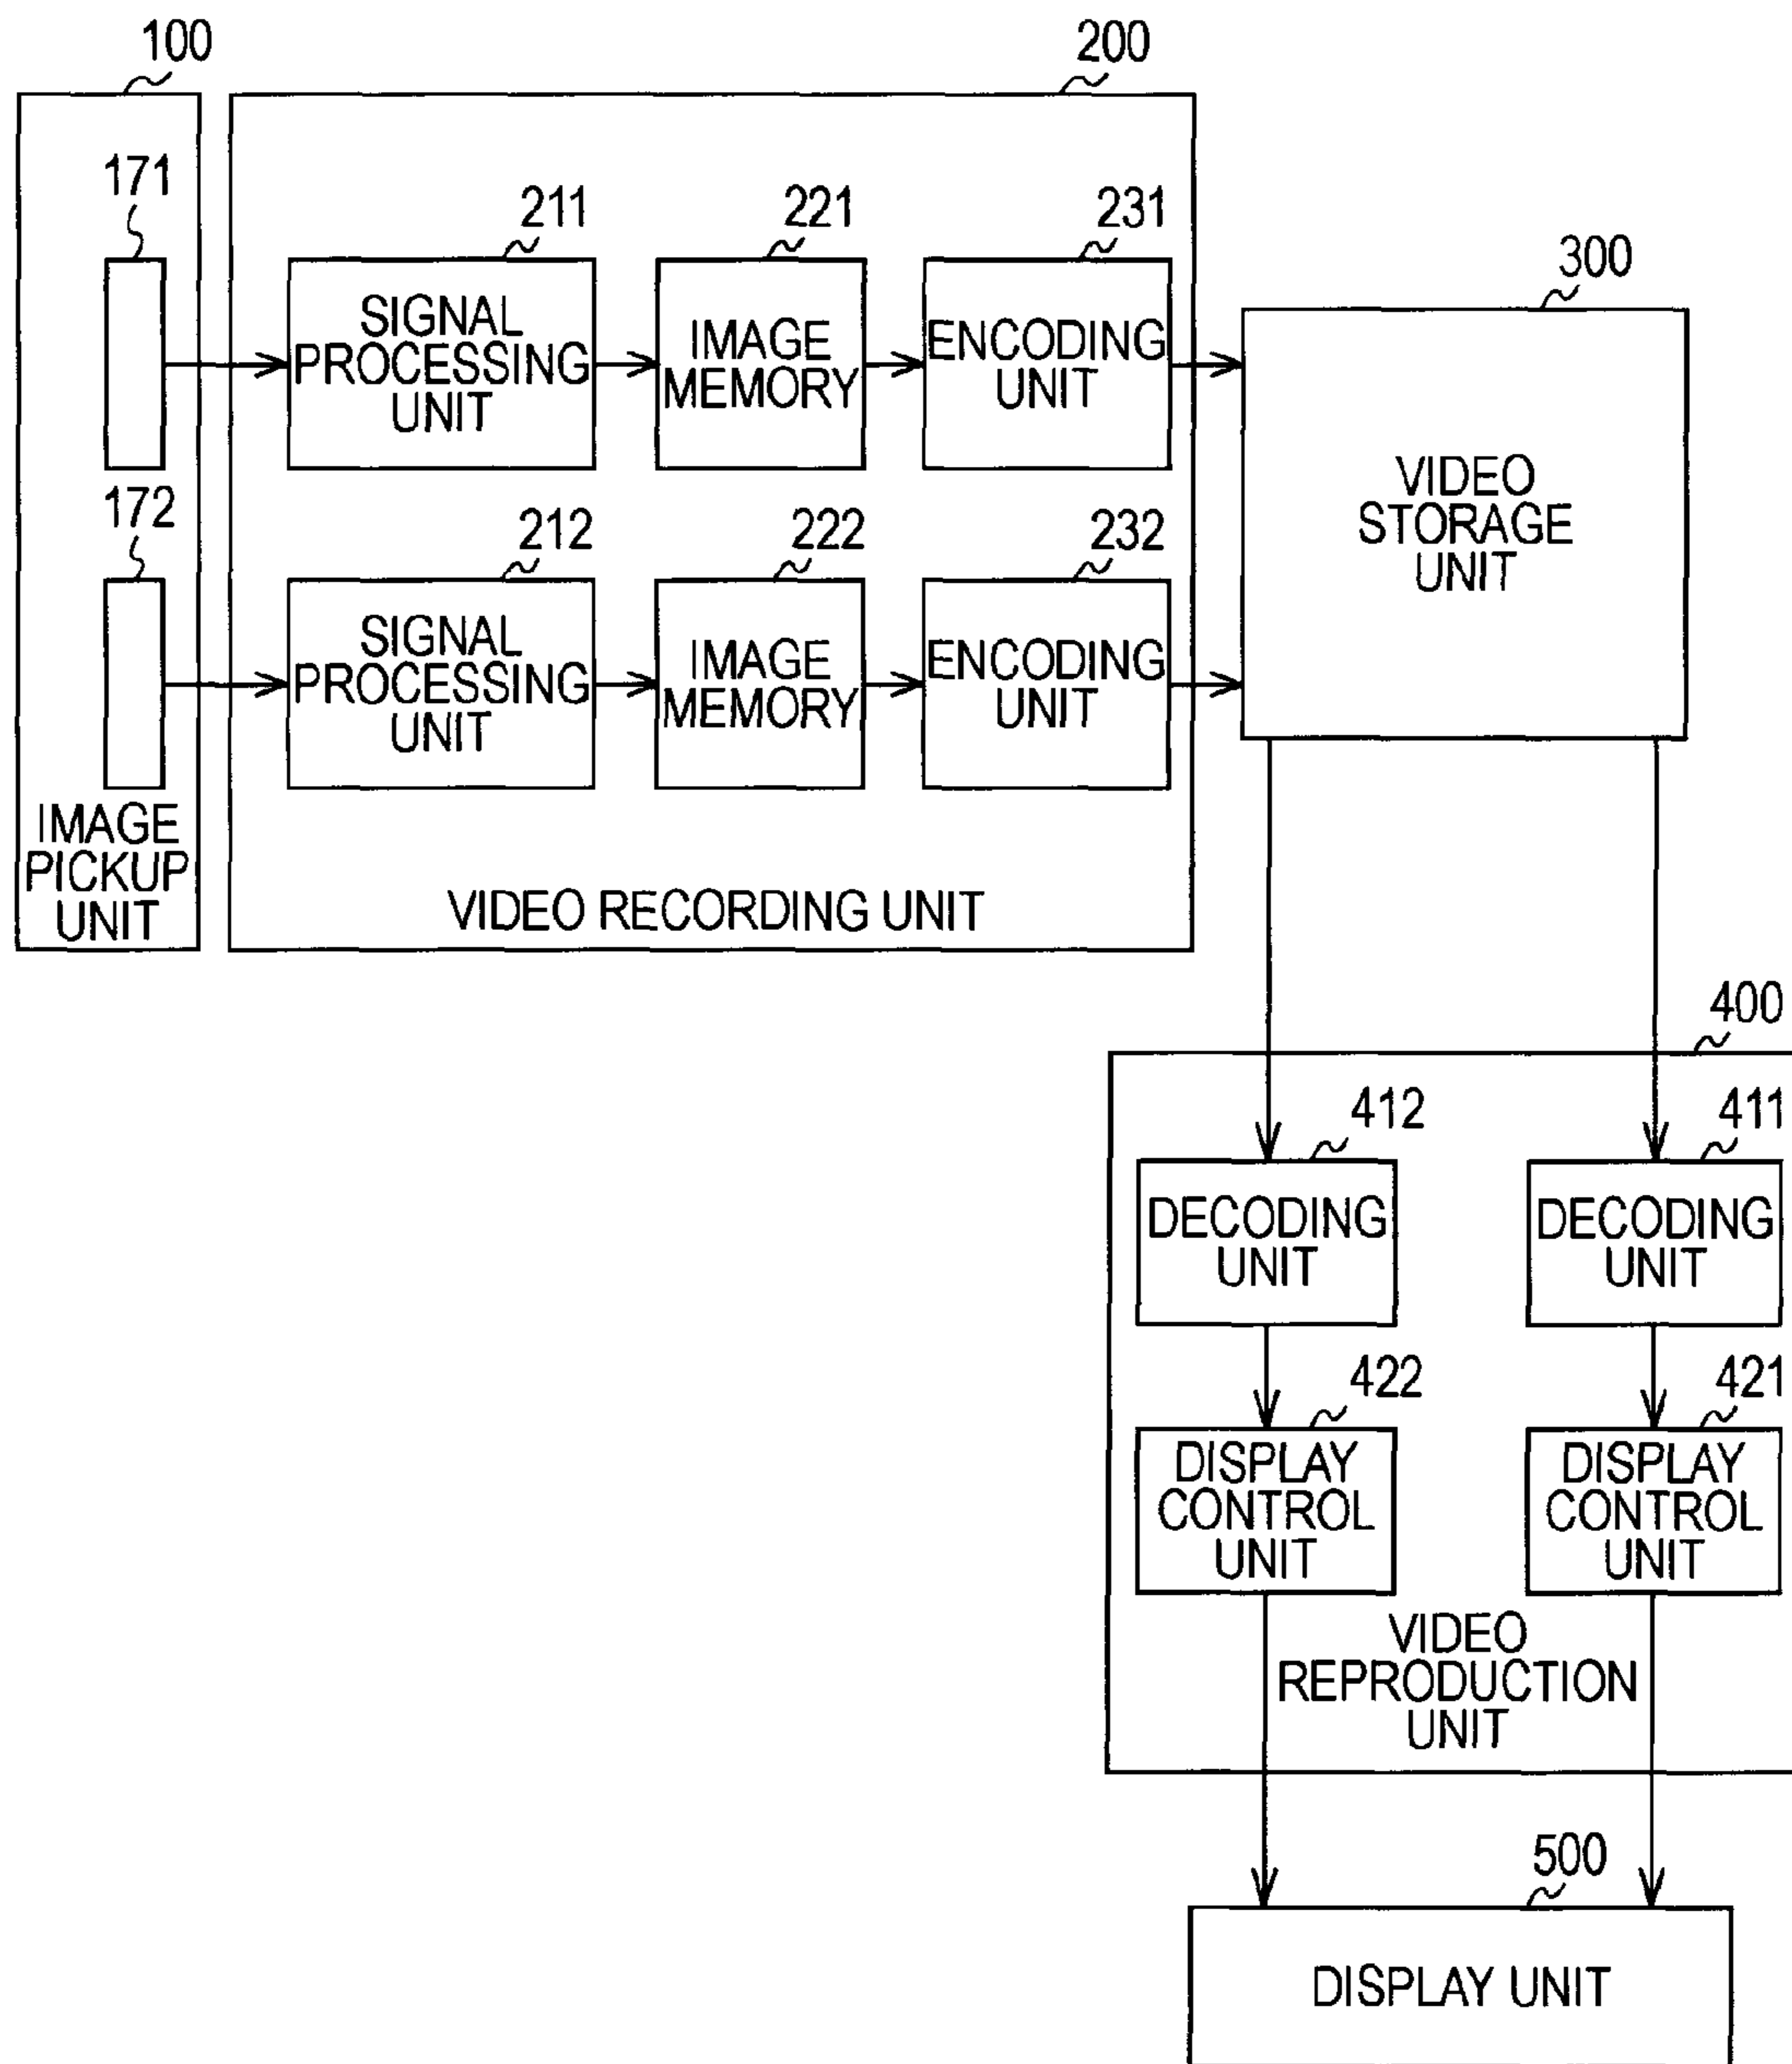 100
200
171
211
221
231
300
SIGNAL
PROCESSING
UNIT
IMAGE
MEMORY
ENCODING
UNIT
VIDEO
STORAGE
UNIT
172
212
222
232
SIGNAL
PROCESSING
UNIT
IMAGE
MEMORY
ENCODING
UNIT
IMAGE
PICKUP
UNIT
VIDEO RECORDING UNIT
400
412
411
DECODING
UNIT
DECODING
UNIT
422
421
DISPLAY
CONTROL
UNIT
DISPLAY
CONTROL
UNIT
VIDEO
REPRODUCTION
UNIT
500
DISPLAY UNIT